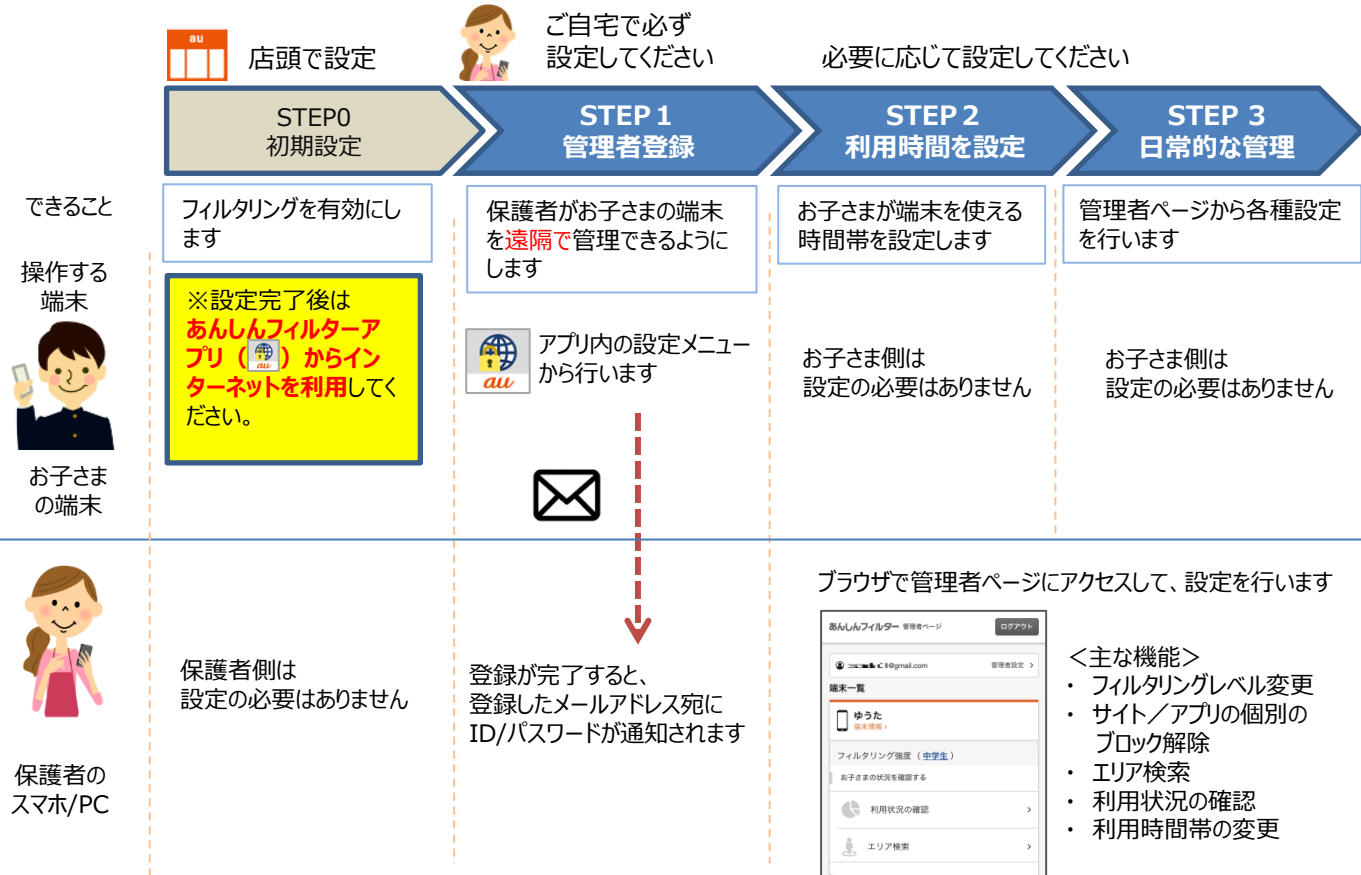 au
店頭で設定
ご自宅で必ず
設定してください
必要に応じて設定してください
STEP0
初期設定
STEP１
管理者登録
STEP２
利用時間を設定
STEP 3
日常的な管理
できること
フィルタリングを有効にし
ます
保護者がお子さまの端末
を遠隔で管理できるように
します
お子さまが端末を使える
時間帯を設定します
管理者ページから各種設定
を行います
操作する
端末
お子さま
の端末
※設定完了後は
あんしんフィルターア
プリ（ ）からイン
ターネットを利用してく
ださい。
au
アプリ内の設定メニュー
から行います
お子さま側は
設定の必要はありません
お子さま側は
設定の必要はありません
保護者の
スマホ/PC
保護者側は
設定の必要はありません
登録が完了すると、
登録したメールアドレス宛に
ID/パスワードが通知されます
ブラウザで管理者ページにアクセスして、設定を行います
あんしんフィルター 管理者ページ
ログアウト
@gmail.com
管理者設定 ›
端末一覧
ゆうた
端末情報 ›
フィルタリング強度（ 中学生 ）
お子さまの状況を確認する
利用状況の確認 ›
エリア検索 ›
＜主な機能＞
・ フィルタリングレベル変更
・ サイト／アプリの個別の
ブロック解除
・ エリア検索
・ 利用状況の確認
・ 利用時間帯の変更